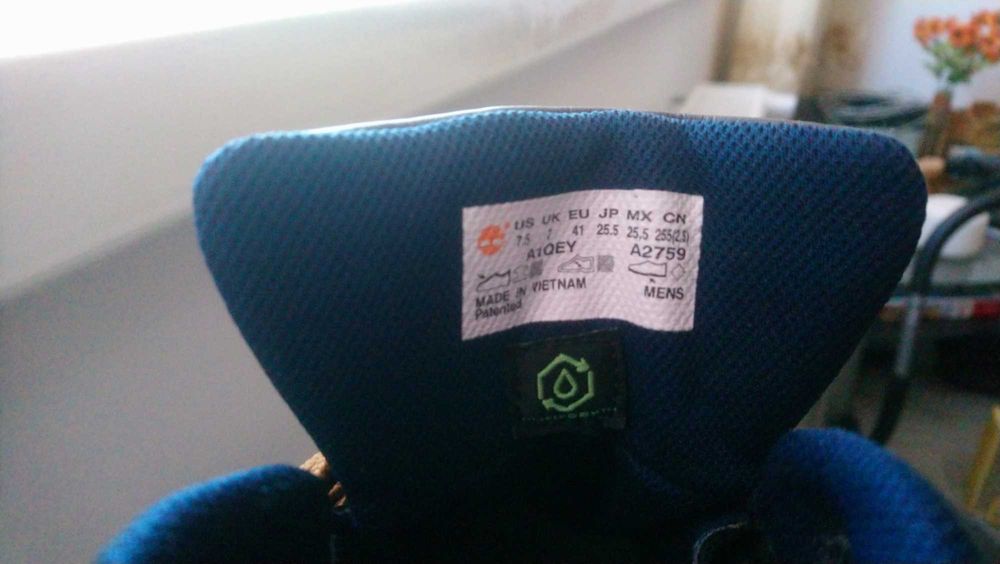 US UK EU JP MX CN
7.5 7 41 25.5 25.5 255(2.5)
A1QEY A2759
MADE IN VIETNAM MENS
Patented